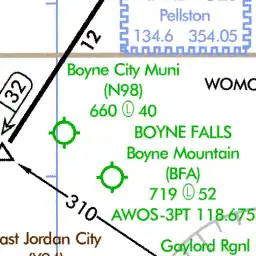 Pellston
134.6 354.05
12
Boyne City Muni
(N98)
660 Ⓛ 40
32
BOYNE FALLS
Boyne Mountain
(BFA)
719 Ⓛ 52
AWOS-3PT 118.675
310
ast Jordan City
Gaylord Rgnl